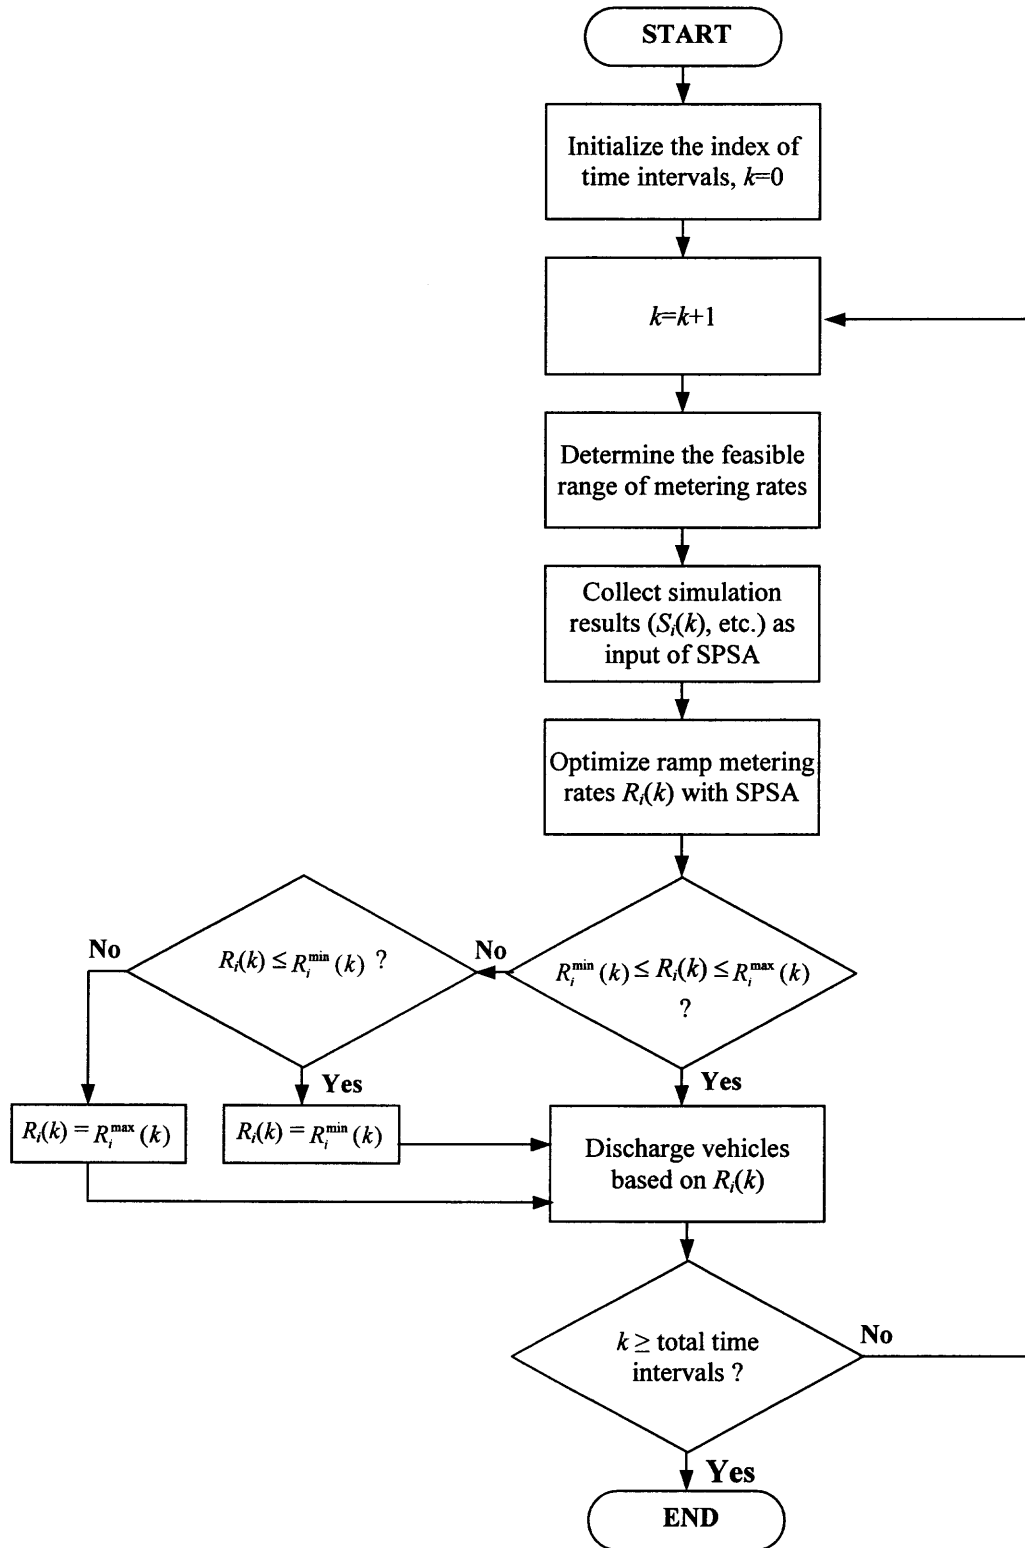 START
Initialize the index of
time intervals, k=0
k=k+1
Determine the feasible
range of metering rates
Collect simulation
results (Sᵢ(k), etc.) as
input of SPSA
Optimize ramp metering
rates Rᵢ(k) with SPSA
No
Rᵢ(k) ≤ Rᵢᵐⁱⁿ(k) ?
No
Rᵢᵐⁱⁿ(k) ≤ Rᵢ(k) ≤ Rᵢᵐᵃˣ(k)
?
Yes
Yes
Rᵢ(k) = Rᵢᵐᵃˣ(k)
Rᵢ(k) = Rᵢᵐⁱⁿ(k)
Discharge vehicles
based on Rᵢ(k)
k ≥ total time
intervals ?
No
Yes
END